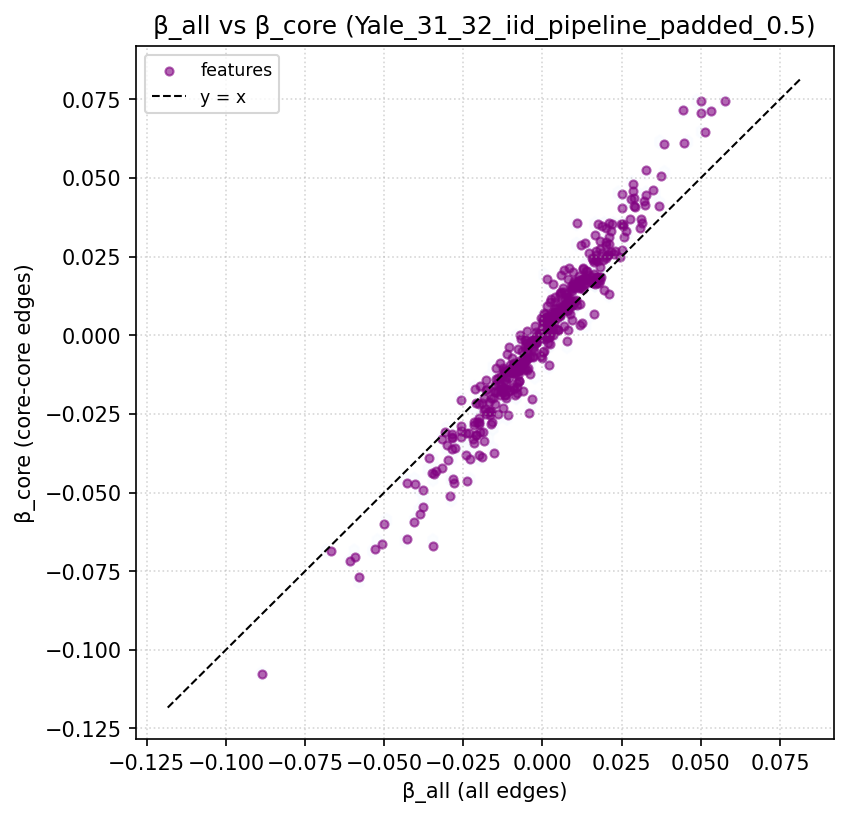 β_all vs β_core (Yale_31_32_iid_pipeline_padded_0.5)
features
y = x
0.075
0.050
0.025
0.000
−0.025
−0.050
−0.075
−0.100
−0.125
β_core (core-core edges)
−0.125 −0.100 −0.075 −0.050 −0.025 0.000 0.025 0.050 0.075
β_all (all edges)